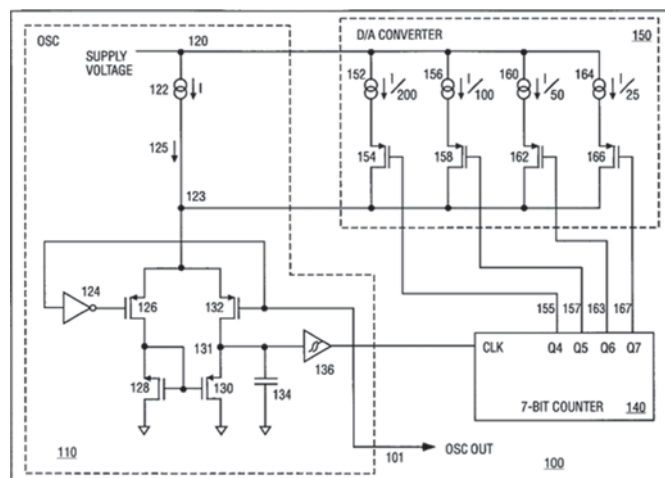 OSC
120
SUPPLY
VOLTAGE
122
I
125
123
124
126
132
131
128
130
134
136
110
101
OSC OUT
100
D/A CONVERTER
150
152
I/200
156
I/100
160
I/50
164
I/25
154
158
162
166
155
157
163
167
CLK
Q4
Q5
Q6
Q7
7-BIT COUNTER
140